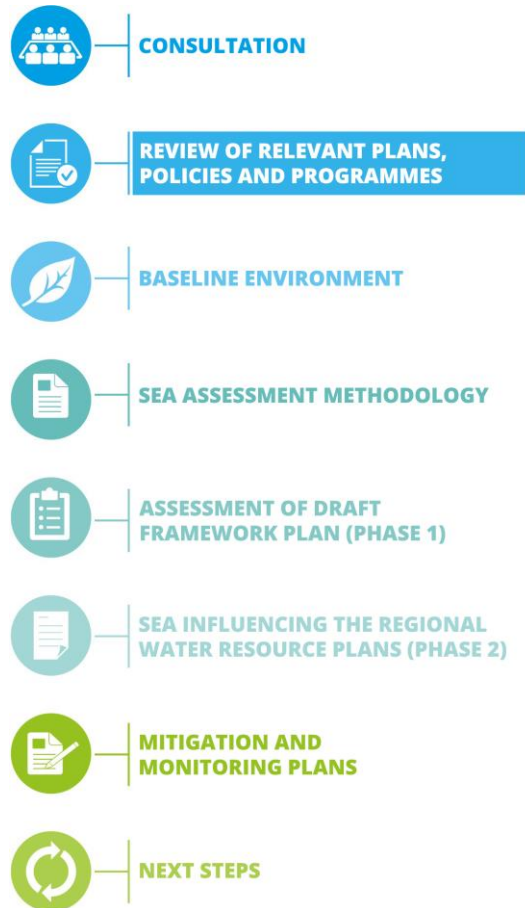 CONSULTATION
REVIEW OF RELEVANT PLANS,
POLICIES AND PROGRAMMES
BASELINE ENVIRONMENT
SEA ASSESSMENT METHODOLOGY
ASSESSMENT OF DRAFT
FRAMEWORK PLAN (PHASE 1)
SEA INFLUENCING THE REGIONAL
WATER RESOURCE PLANS (PHASE 2)
MITIGATION AND
MONITORING PLANS
NEXT STEPS